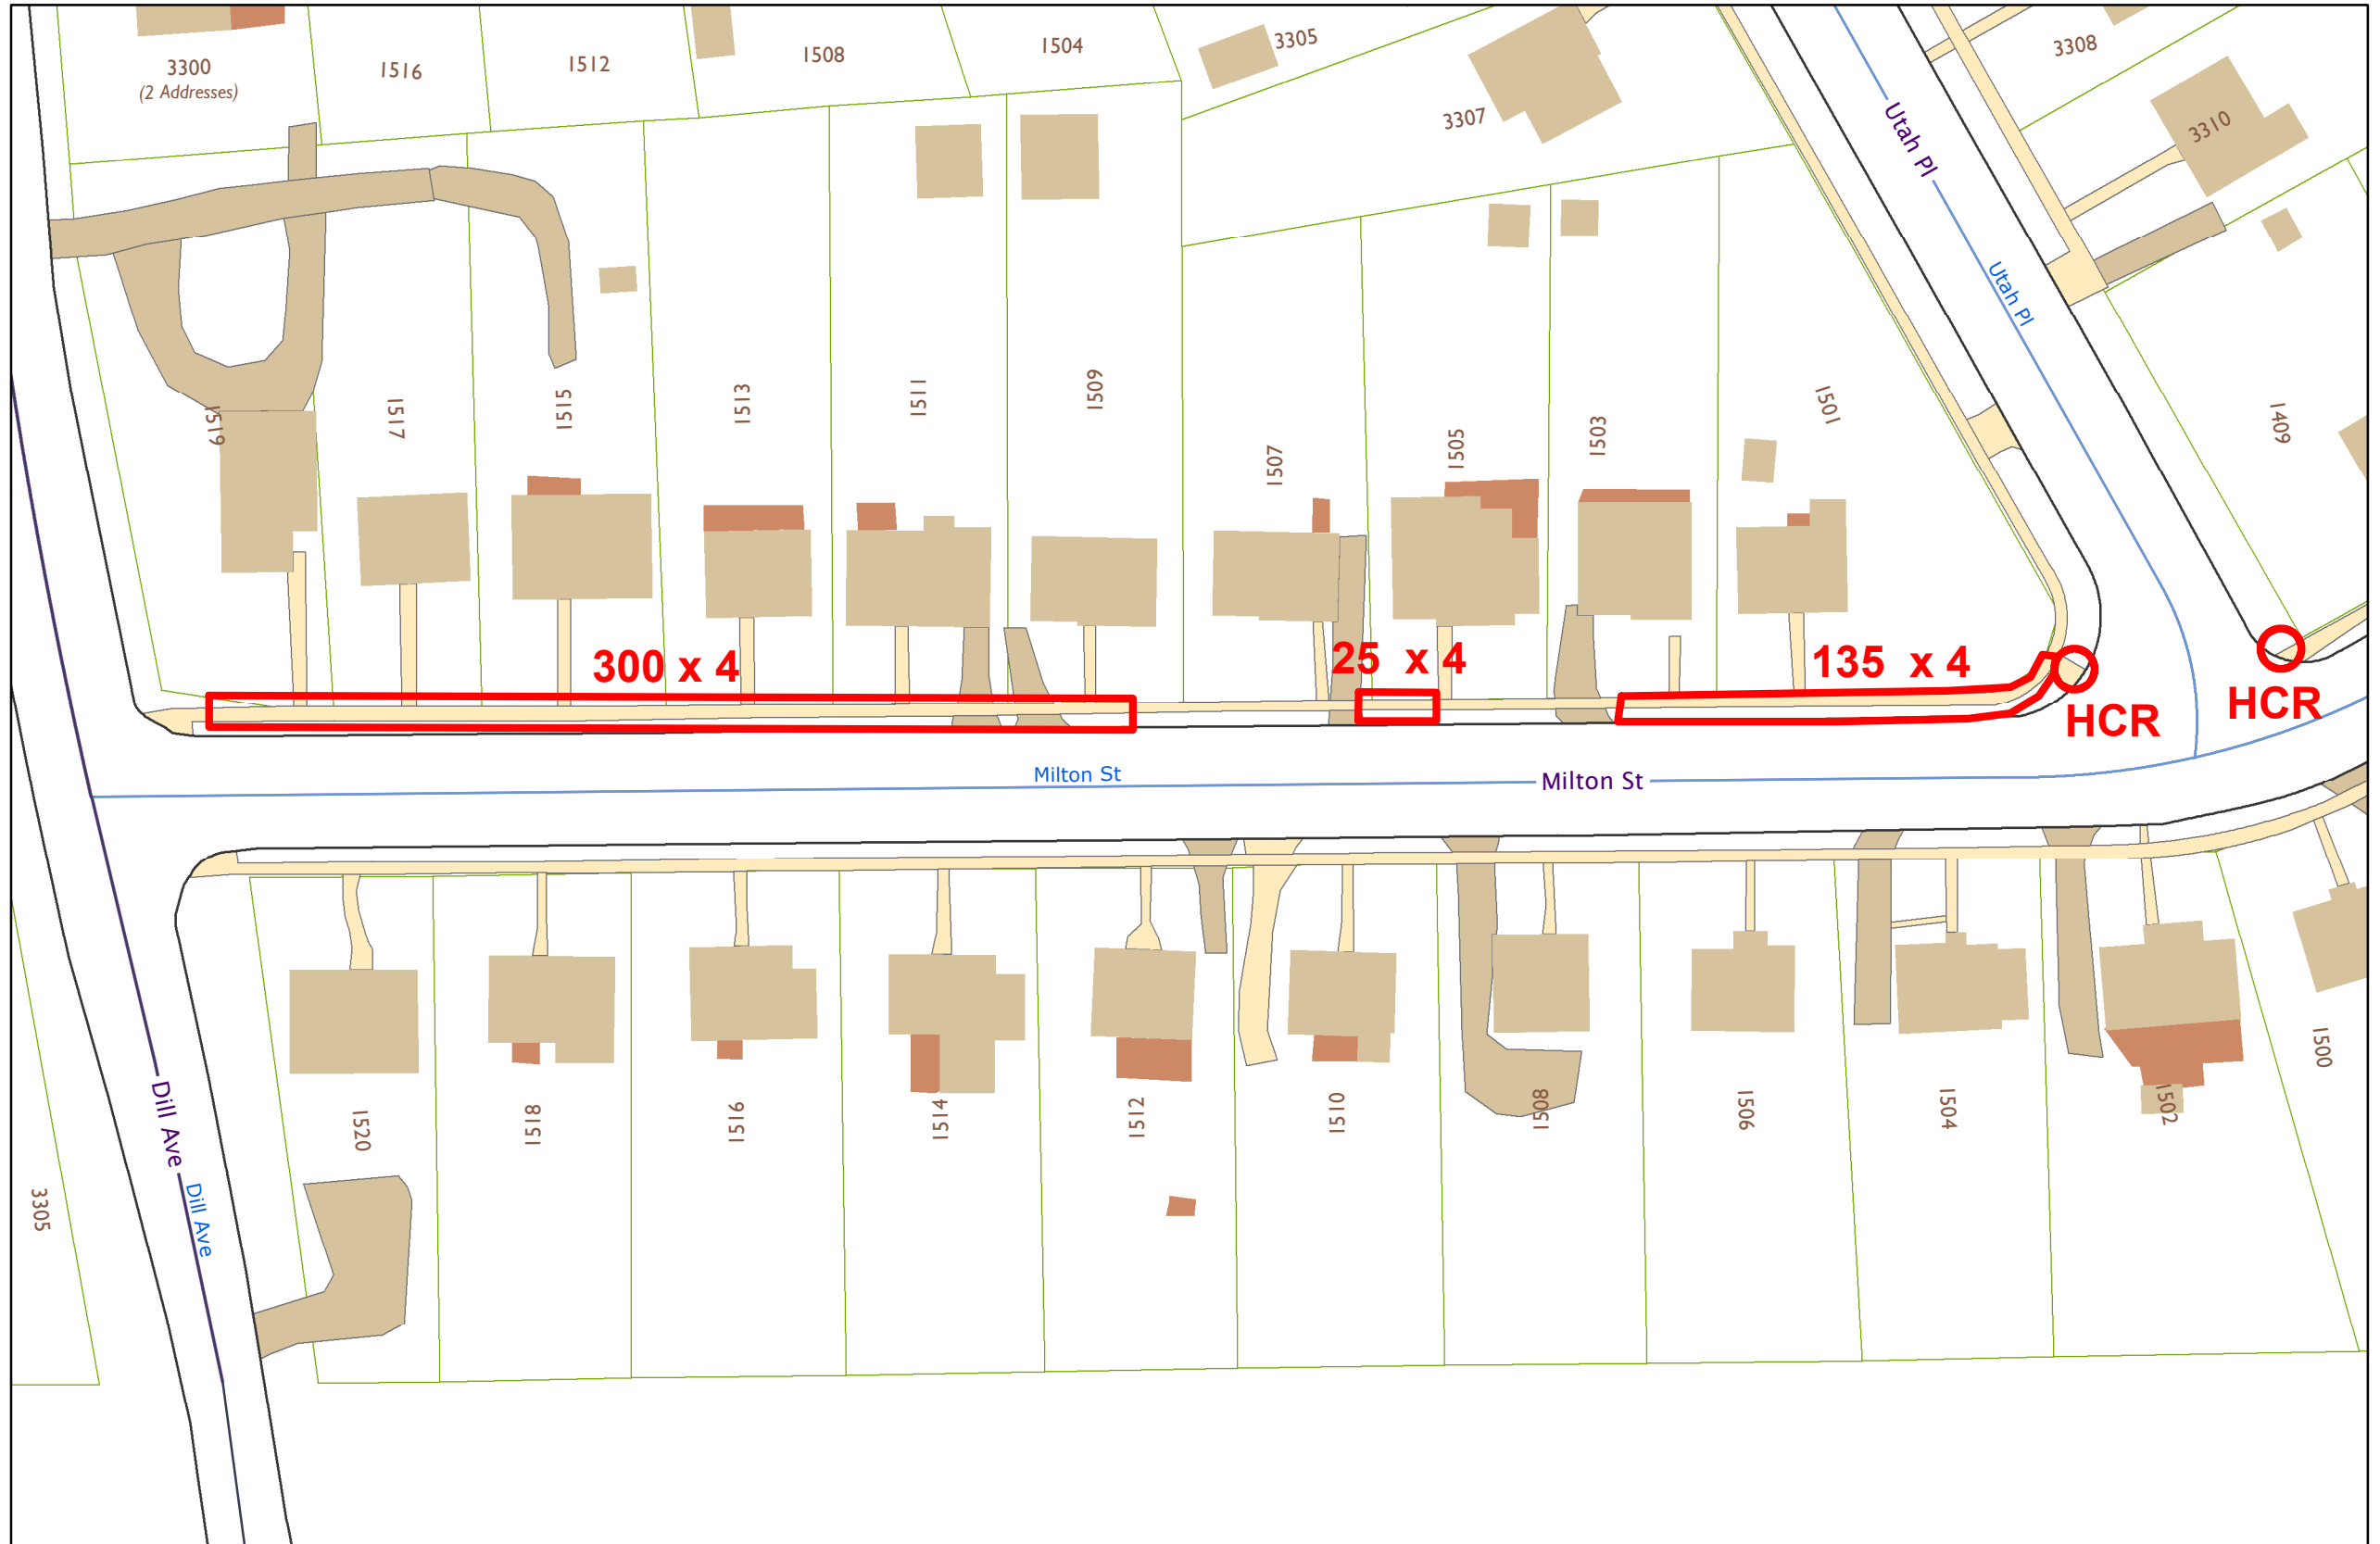 3300
(2 Addresses)
1516
1512
1508
1504
3305
3307
3308
3310
Utah Pl
Utah Pl
1519
1517
1515
1513
1511
1509
1507
1505
1503
1501
1409
300 x 4
25 x 4
135 x 4
HCR
HCR
Milton St
Milton St
Dill Ave
Dill Ave
3305
1520
1518
1516
1514
1512
1510
1508
1506
1504
1502
1500